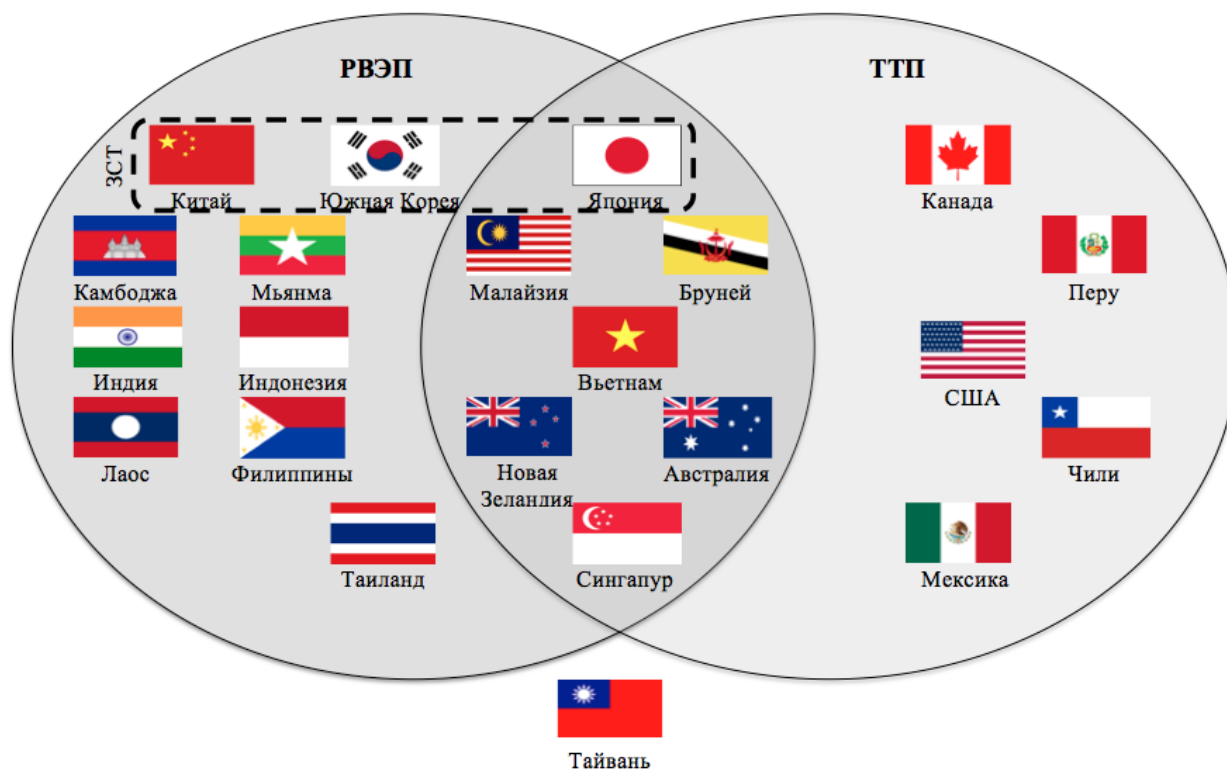 РВЭП
ТТП
ЗСТ
Китай
Южная Корея
Япония
Канада
Камбоджа
Мьянма
Малайзия
Бруней
Перу
Индия
Индонезия
Вьетнам
США
Лаос
Филиппины
Новая
Зеландия
Австралия
Чили
Таиланд
Сингапур
Мексика
Тайвань